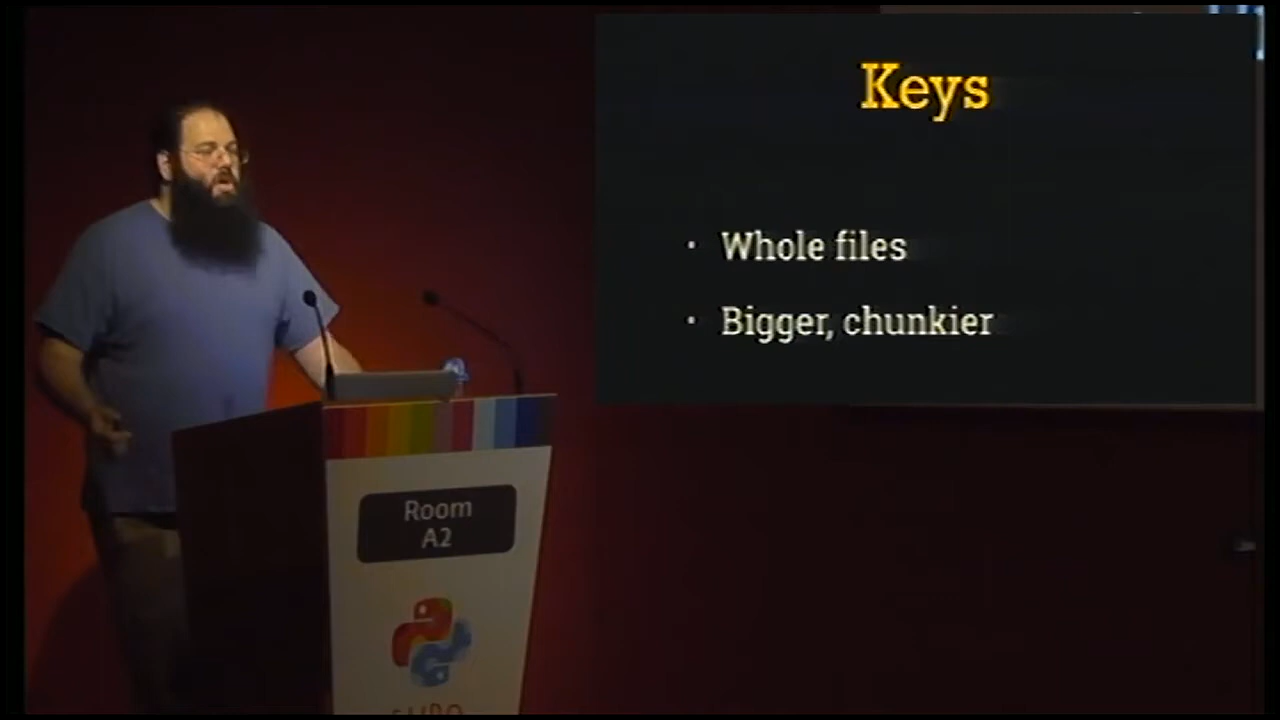 Keys
· Whole files
· Bigger, chunkier
Room
A2